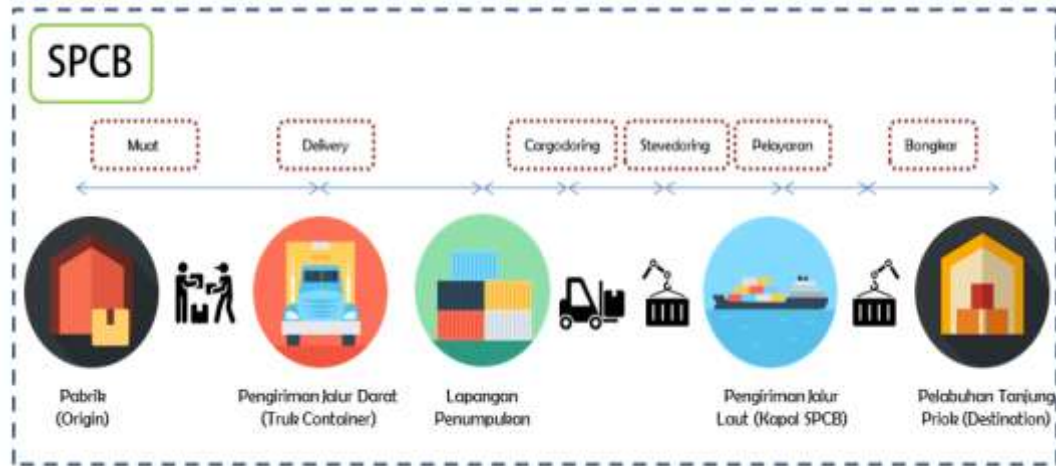 SPCB
Muat
Delivery
Cargodoring
Stevedoring
Pelayaran
Bongkar
Pabrik
(Origin)
Pengiriman Jalur Darat
(Truk Container)
Lapangan
Penumpukan
Pengiriman Jalur
Laut (Kapal SPCB)
Pelabuhan Tanjung
Priok (Destination)